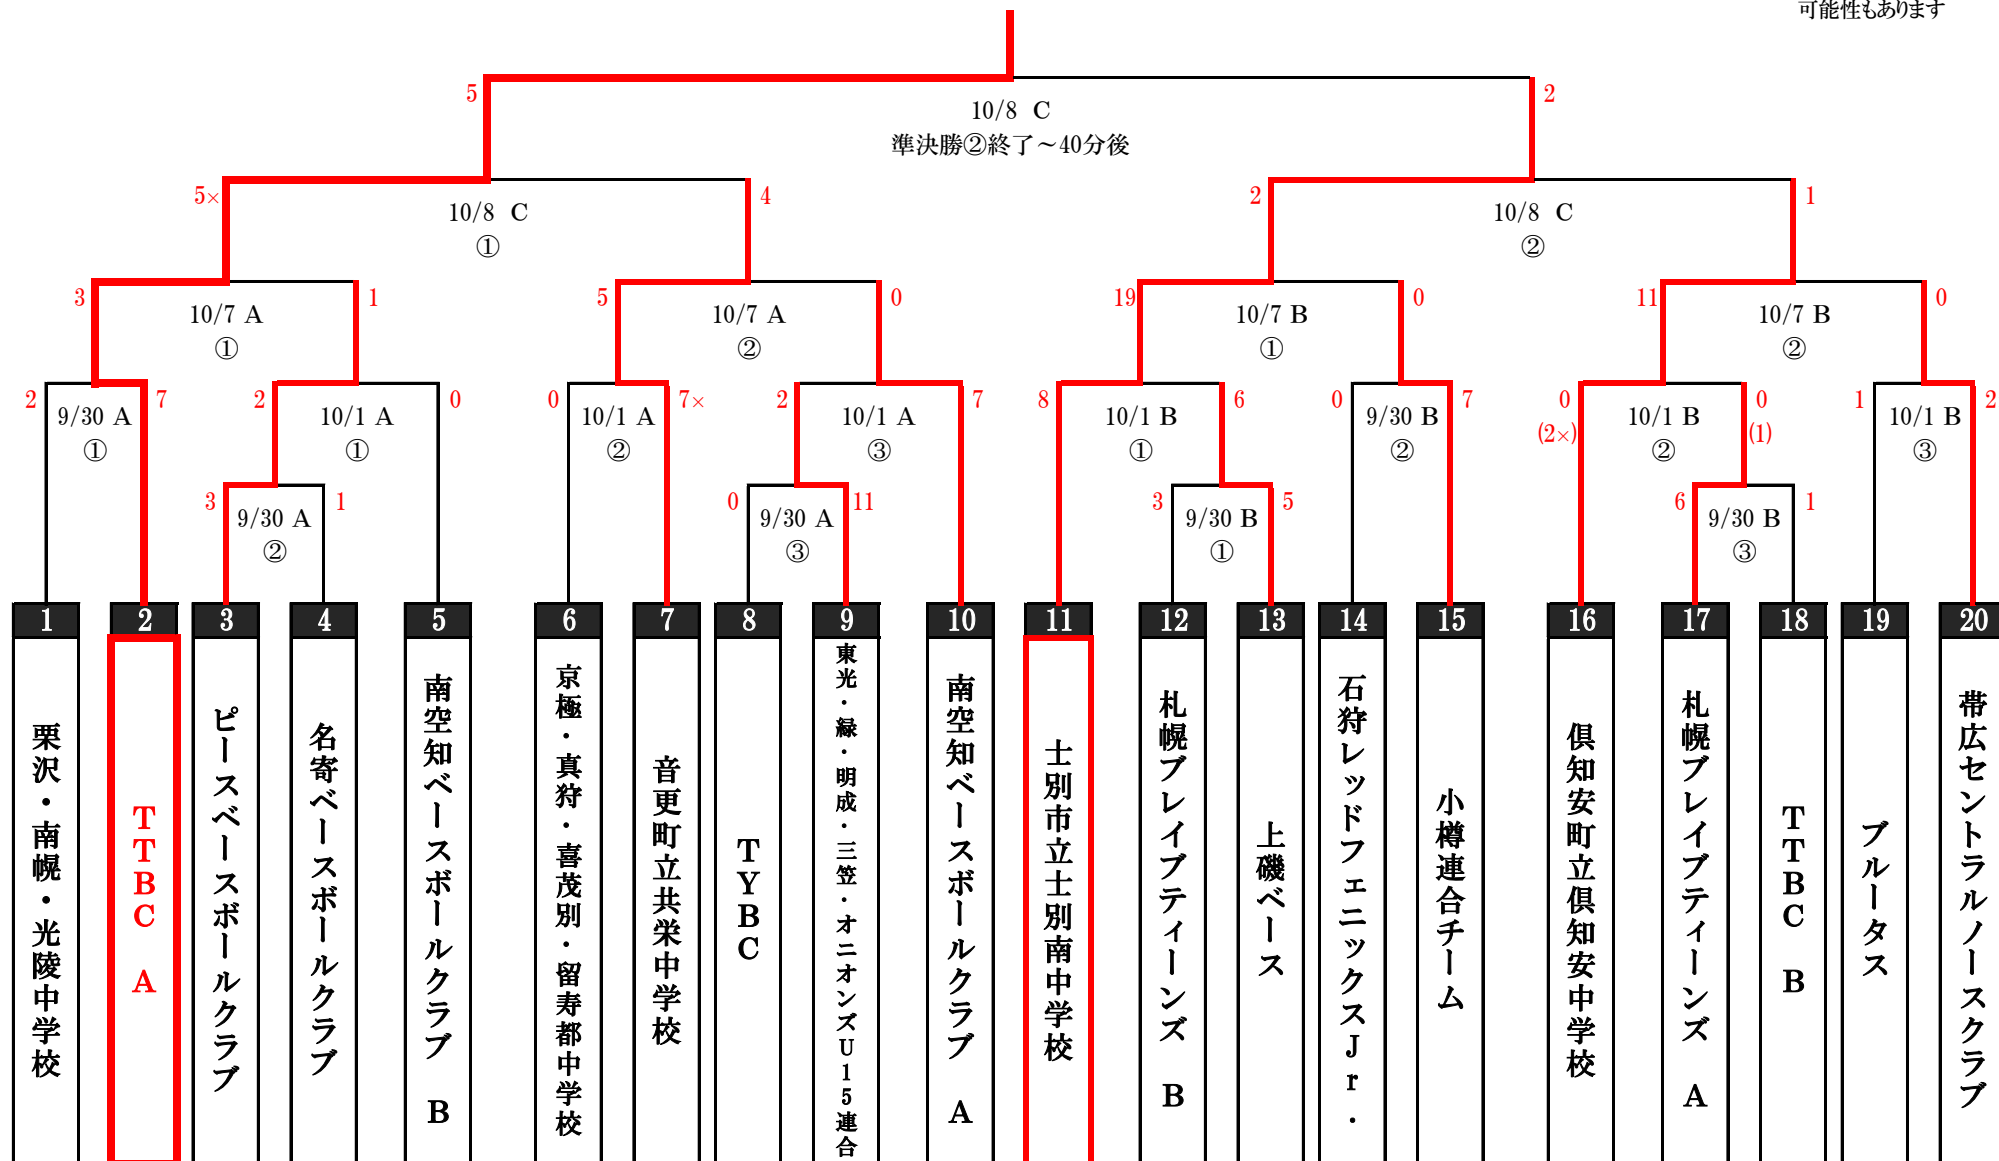 可能性もあります
5
2
10/8 C
準決勝②終了～40分後
5×
4
2
1
10/8 C
①
10/8 C
②
3
1
5
0
19
0
11
0
10/7 A
①
10/7 A
②
10/7 B
①
10/7 B
②
2
7
2
0
0
7×
2
7
8
6
0
7
0
(2×)
0
(1)
1
2
9/30 A
①
10/1 A
①
10/1 A
②
10/1 A
③
10/1 B
①
9/30 B
②
10/1 B
②
10/1 B
③
3
1
0
11
3
5
6
1
9/30 A
②
9/30 A
③
9/30 B
①
9/30 B
③
1
2
3
4
5
6
7
8
9
10
11
12
13
14
15
16
17
18
19
20
栗沢・南幌・光陵中学校
TTBC A
ピースベースボールクラブ
名寄ベースボールクラブ
南空知ベースボールクラブ B
京極・真狩・喜茂別・留寿都中学校
音更町立共栄中学校
TYBC
東光・緑・明成・三笠・オニオンズU15連合
南空知ベースボールクラブ A
士別市立士別南中学校
札幌ブレイブティーンズ B
上磯ベース
石狩レッドフェニックスJr.
小樽連合チーム
倶知安町立倶知安中学校
札幌ブレイブティーンズ A
TTBC B
ブルータス
帯広セントラルノースクラブ